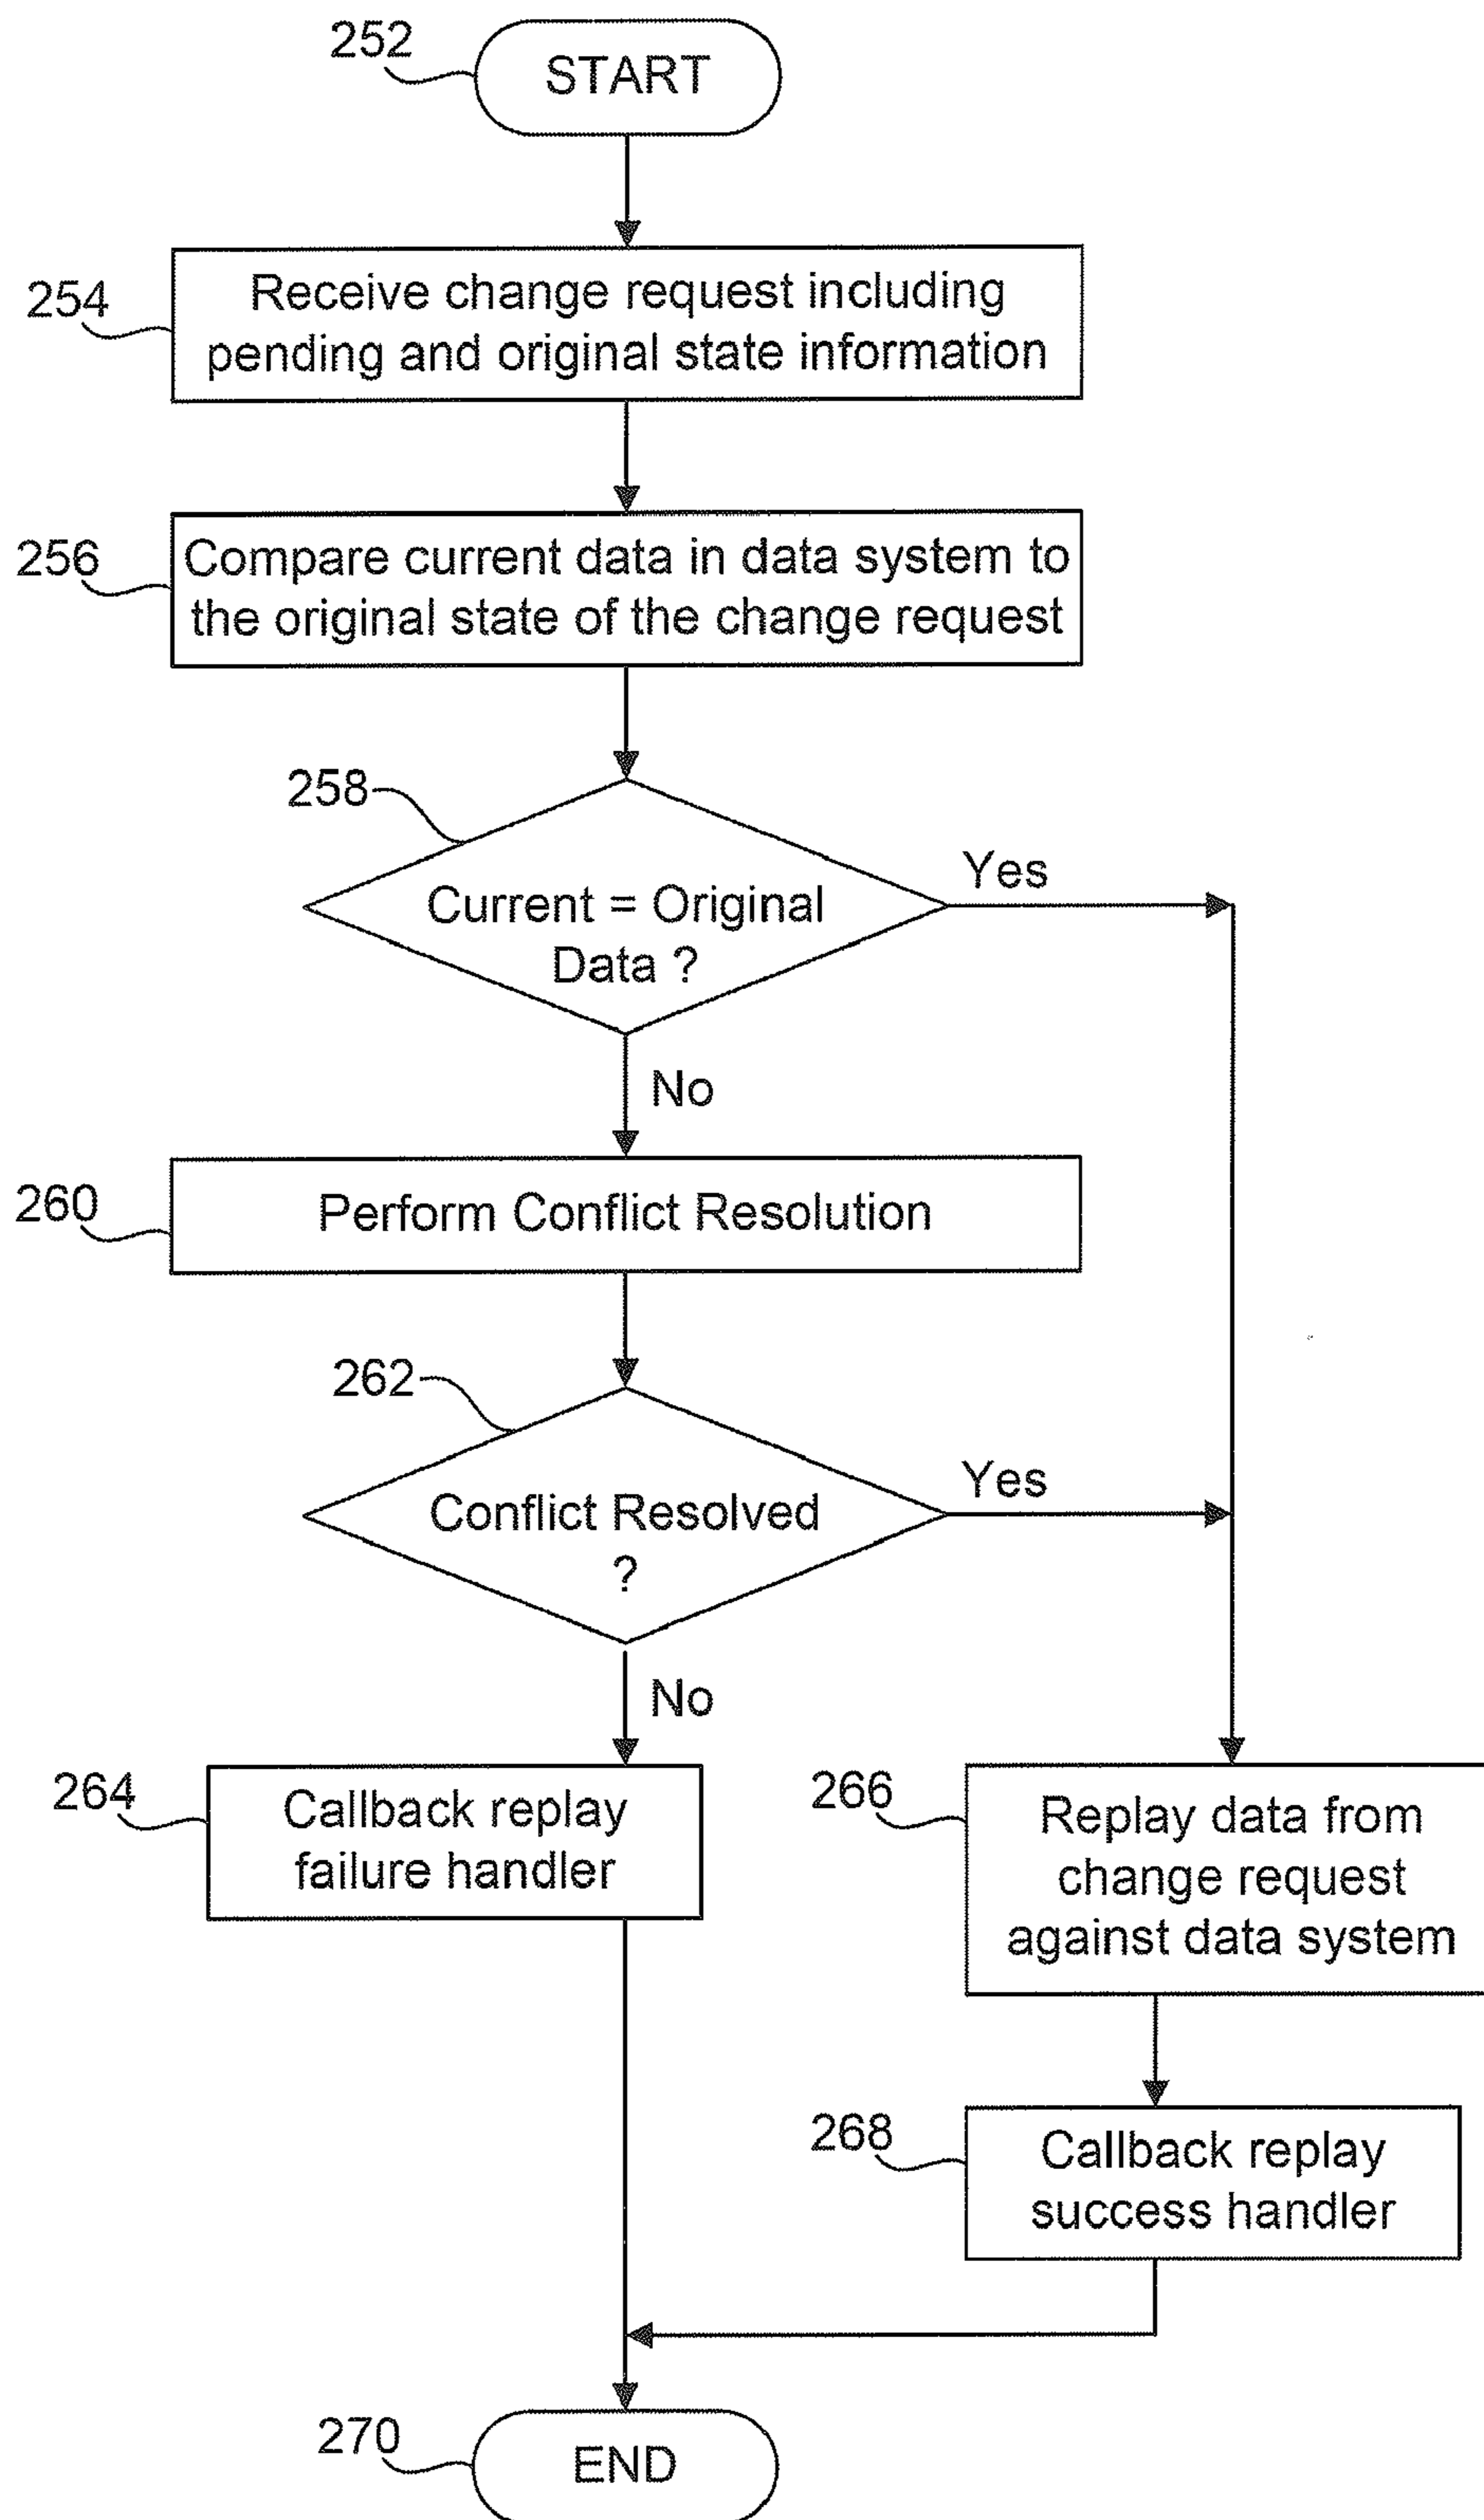 252
START
254
Receive change request including
pending and original state information
256
Compare current data in data system to
the original state of the change request
258
Current = Original
Data ?
Yes
No
260
Perform Conflict Resolution
262
Conflict Resolved
?
Yes
No
264
Callback replay
failure handler
266
Replay data from
change request
against data system
268
Callback replay
success handler
270
END